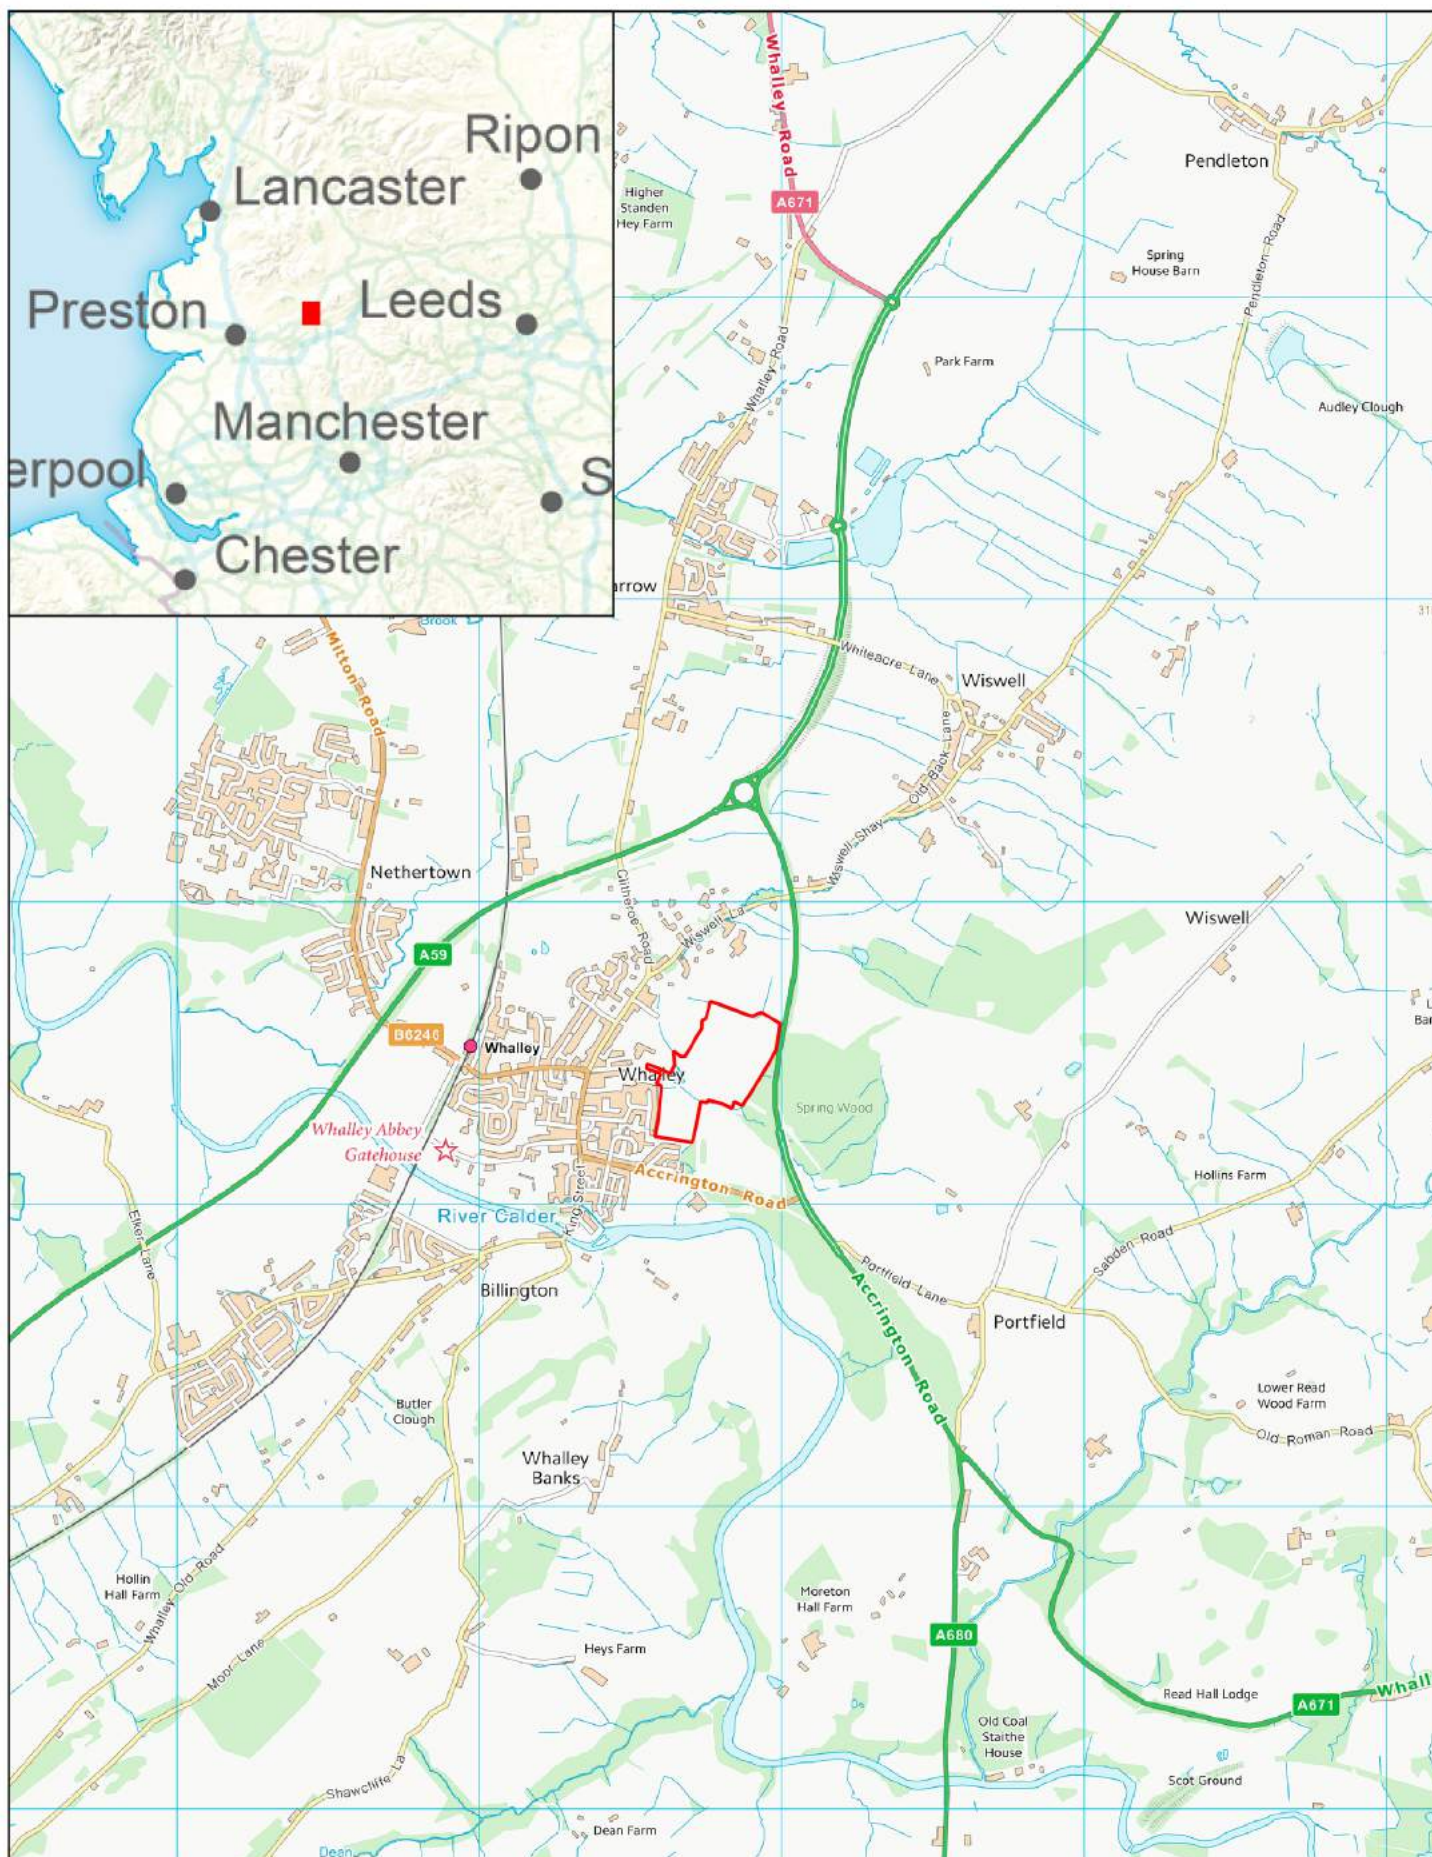 Ripon
Lancaster
Preston
Leeds
Manchester
erpool
S
Chester
Whalley Road
A671
Higher
Standen
Hey Farm
Pendleton
Spring
House Barn
Pendleton Road
Whalley Road
Park Farm
Audley Clough
arrow
31
Brook
Mitton Road
Whiteacre Lane
Wiswell
Old Back Lane
Wiswell Shay
Nethertown
Clitheroe Road
Wiswell La
Wiswell
A59
L
Bar
B6246
Whalley
Whalley
Spring Wood
Whalley Abbey
Gatehouse
Accrington Road
Hollins Farm
King Street
River Calder
Elker Lane
Sabden Road
Portfield Lane
Billington
Accrington Road
Portfield
Butler
Clough
Lower Read
Wood Farm
Old Roman Road
Whalley
Banks
Hollin
Hall Farm
Whalley Old Road
Moreton
Hall Farm
A680
Heys Farm
Moor Lane
Read Hall Lodge
A671
Whall
Old Coal
Staithe
House
Scot Ground
Shawcliffe La
Dean Farm
Dean